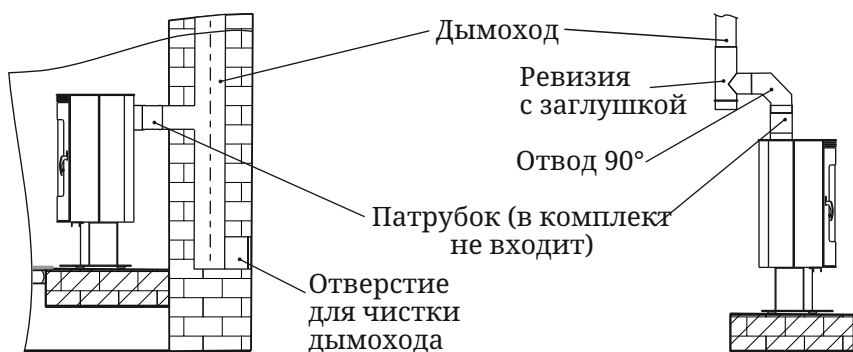 Дымоход
Ревизия
с заглушкой
Отвод 90°
Патрубок (в комплект
не входит)
Отверстие
для чистки
дымохода